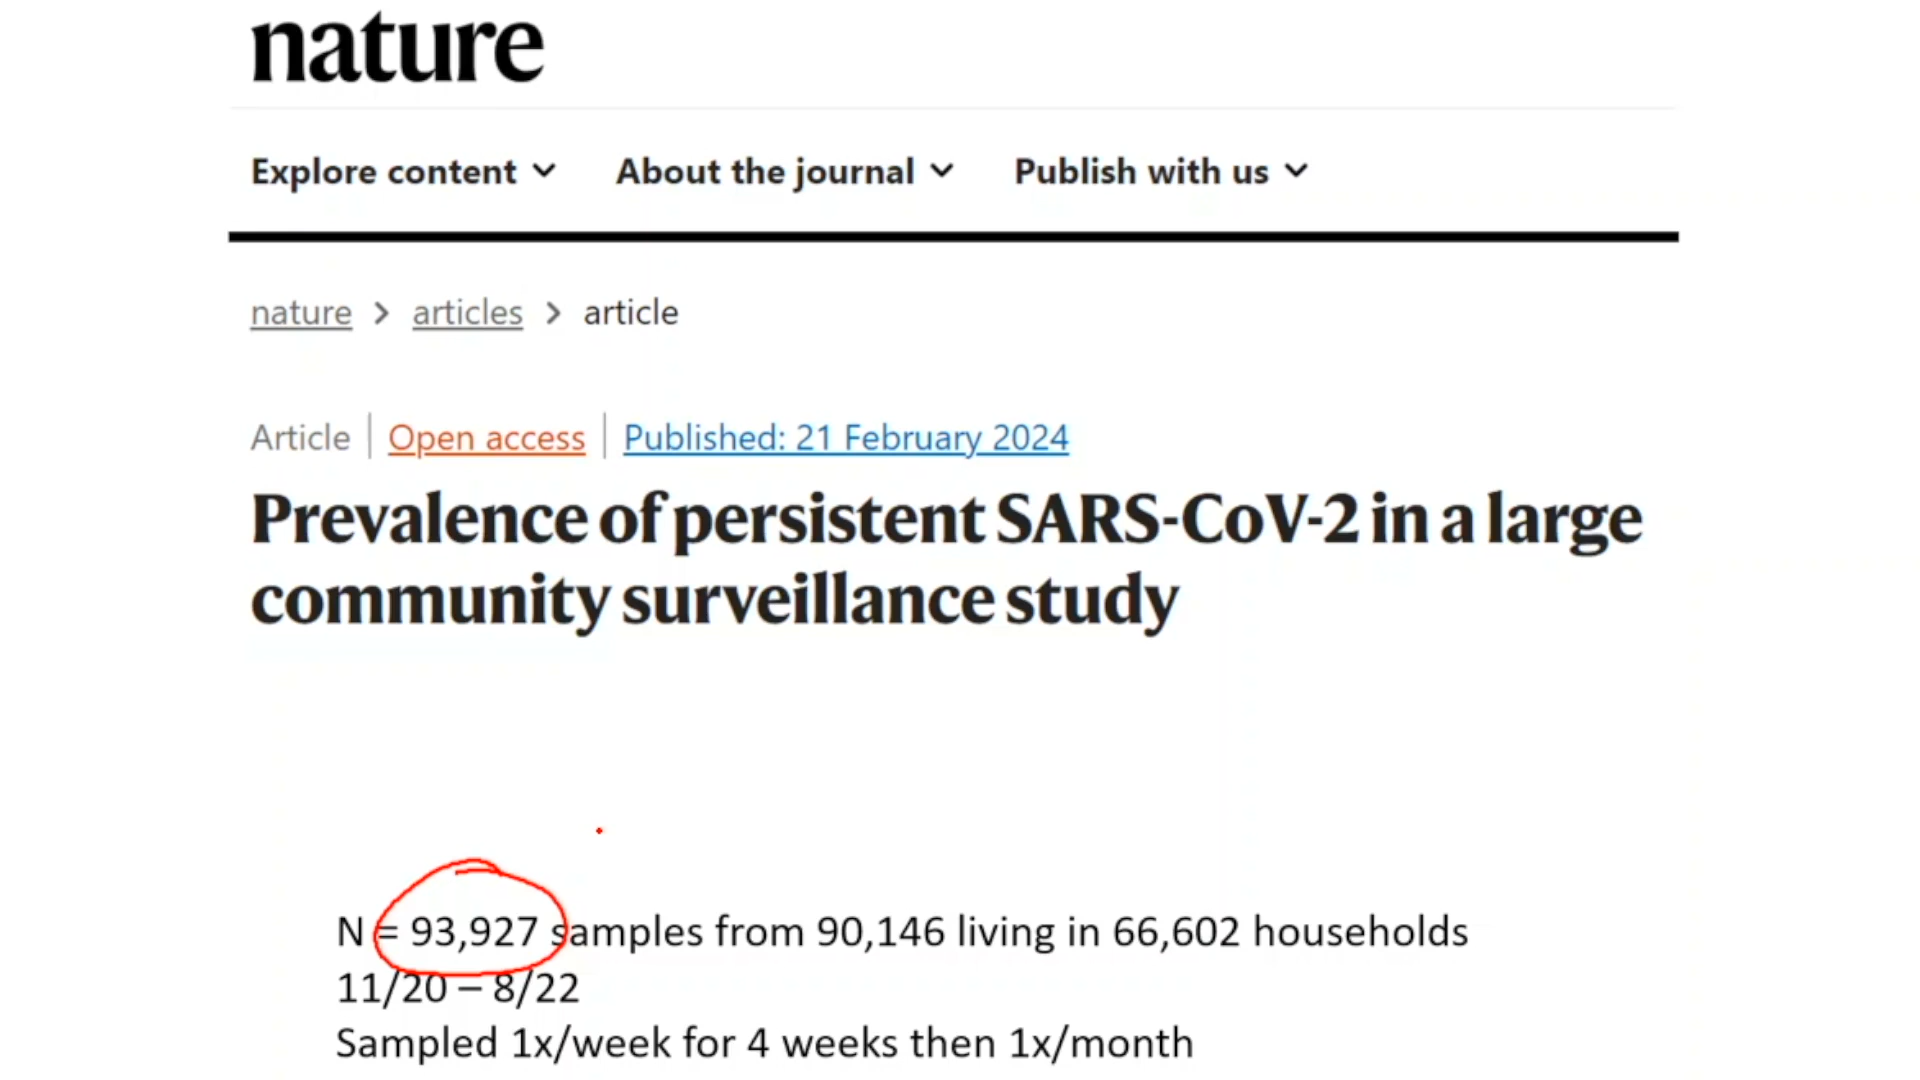 nature
Explore content About the journal Publish with us
nature > articles > article
Article | Open access | Published: 21 February 2024
Prevalence of persistent SARS-CoV-2 in a large
community surveillance study
N = 93,927 samples from 90,146 living in 66,602 households
11/20 – 8/22
Sampled 1x/week for 4 weeks then 1x/month